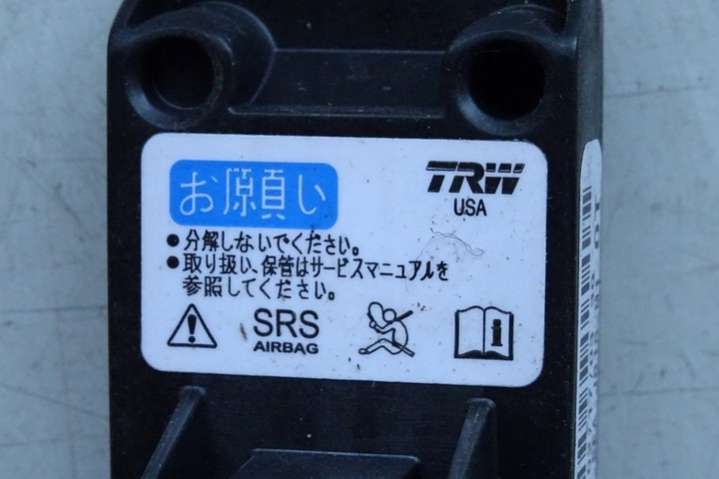 お願い
TRW
USA
●分解しないでください。
●取り扱い、保管はサービスマニュアルを
参照してください。
SRS
AIRBAG